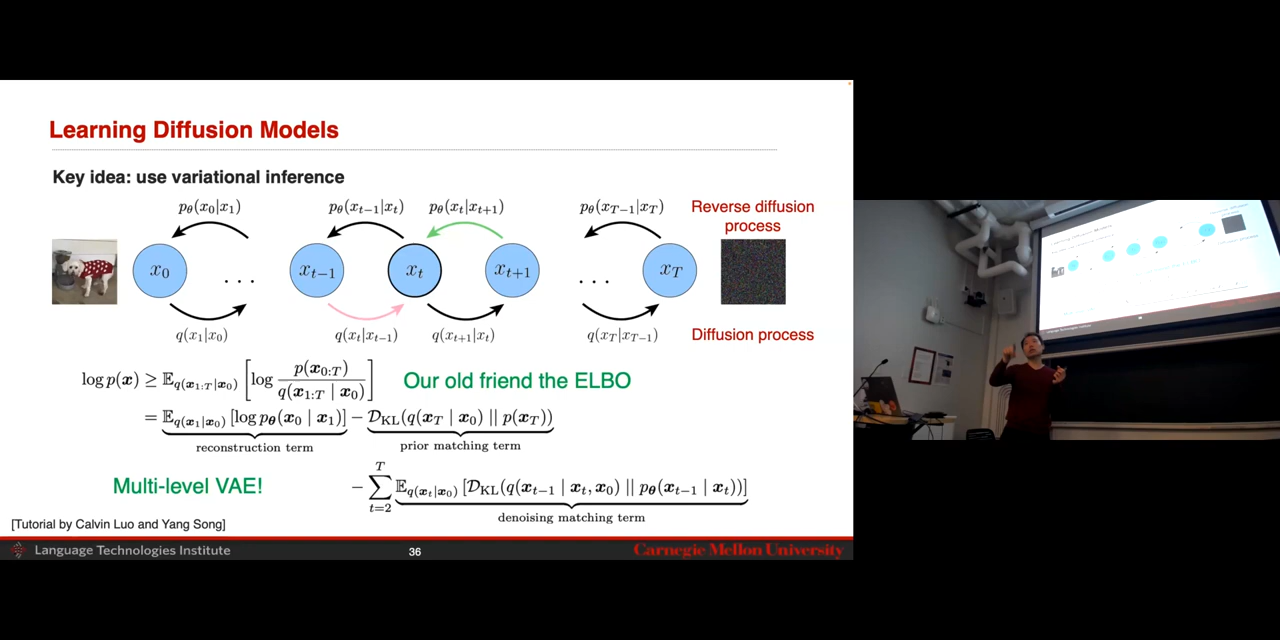 Learning Diffusion Models
Key idea: use variational inference
pθ(x0|x1) pθ(xt−1|xt) pθ(xt|xt+1) pθ(xT−1|xT)
Reverse diffusion
process
x0 . . . xt−1 xt xt+1 . . . xT
q(x1|x0) q(xt|xt−1) q(xt+1|xt) q(xT|xT−1)
Diffusion process
log p(x) ≥ 𝔼q(x1:T|x0) [log p(x0:T) / q(x1:T | x0)] Our old friend the ELBO
= 𝔼q(x1|x0) [log pθ(x0 | x1)] − 𝒟KL(q(xT | x0) || p(xT))
reconstruction term prior matching term
Multi-level VAE!
− ∑t=2T 𝔼q(xt|x0) [𝒟KL(q(xt−1 | xt, x0) || pθ(xt−1 | xt))]
denoising matching term
[Tutorial by Calvin Luo and Yang Song]
Language Technologies Institute 36 Carnegie Mellon University